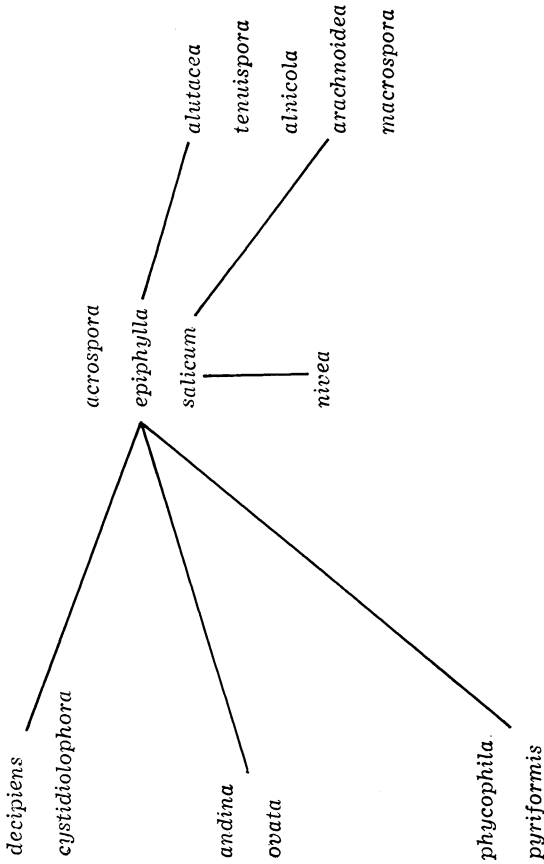 decipiens
cystidiolophora
andina
ovata
phycophila
pyriformis
acrospora
epiphylla
salicum
nivea
alutacea
tenuispora
alnicola
arachnoidea
macrospora